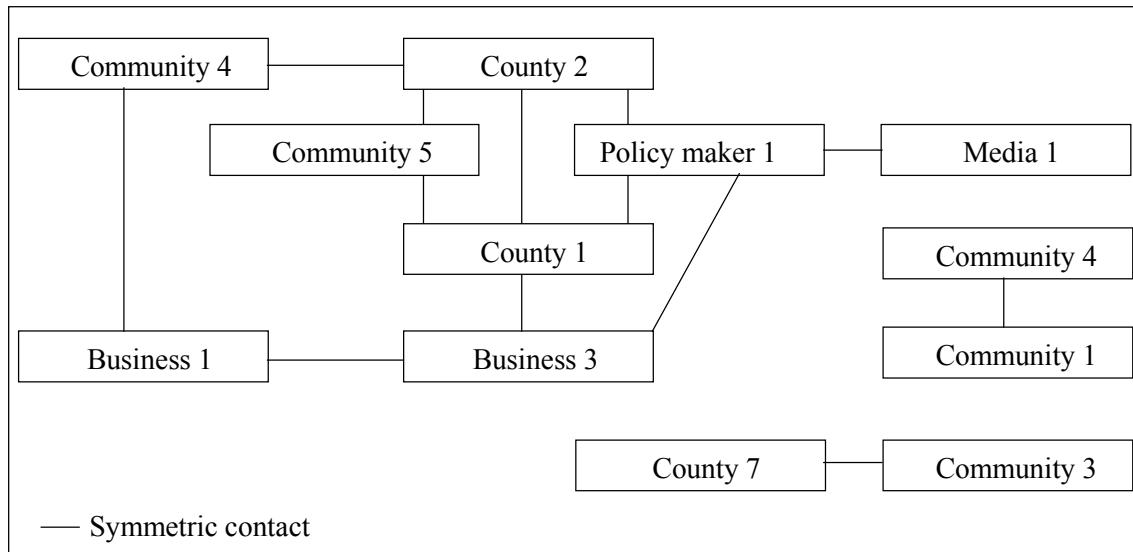 Community 4
County 2
Community 5
Policy maker 1
Media 1
County 1
Community 4
Business 1
Business 3
Community 1
County 7
Community 3
Symmetric contact